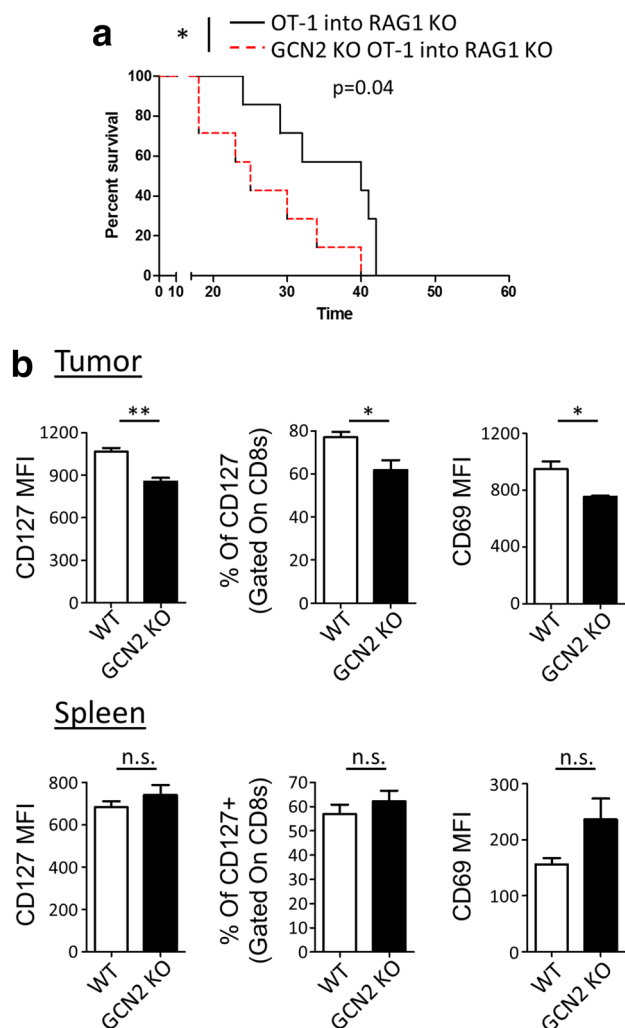 a
*
OT-1 into RAG1 KO
GCN2 KO OT-1 into RAG1 KO
p=0.04
Percent survival
100
80
60
40
20
0
0 10 20 30 40 50 60
Time
b
Tumor
CD127 MFI
1200
900
600
300
0
**
WT
GCN2 KO
% Of CD127
(Gated On CD8s)
80
60
40
20
0
*
WT
GCN2 KO
CD69 MFI
1200
800
400
0
*
WT
GCN2 KO
Spleen
CD127 MFI
800
600
400
200
0
n.s.
WT
GCN2 KO
% Of CD127+
(Gated On CD8s)
70
60
50
40
30
20
10
0
n.s.
WT
GCN2 KO
CD69 MFI
300
200
100
0
n.s.
WT
GCN2 KO